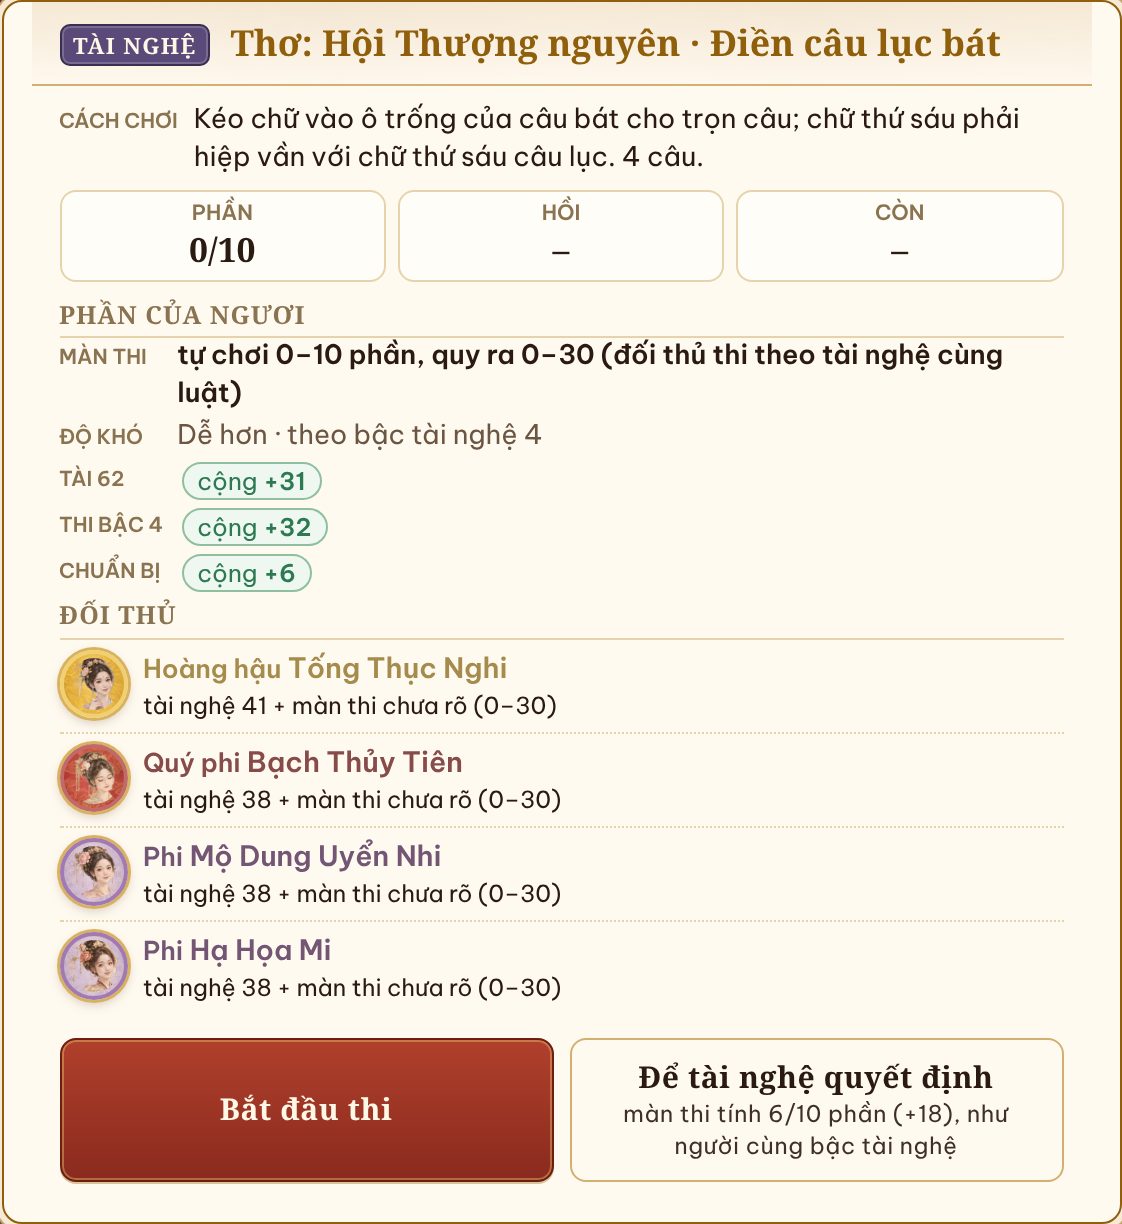 TÀI NGHỆ Thơ: Hội Thượng nguyên · Điền câu lục bát
CÁCH CHƠI Kéo chữ vào ô trống của câu bát cho trọn câu; chữ thứ sáu phải
hiệp vần với chữ thứ sáu câu lục. 4 câu.
PHẦN HỒI CÒN
0/10 – –
PHẦN CỦA NGƯƠI
MÀN THI tự chơi 0–10 phần, quy ra 0–30 (đối thủ thi theo tài nghệ cùng
luật)
ĐỘ KHÓ Dễ hơn · theo bậc tài nghệ 4
TÀI 62 cộng +31
THI BẬC 4 cộng +32
CHUẨN BỊ cộng +6
ĐỐI THỦ
Hoàng hậu Tống Thục Nghi
tài nghệ 41 + màn thi chưa rõ (0–30)
Quý phi Bạch Thủy Tiên
tài nghệ 38 + màn thi chưa rõ (0–30)
Phi Mộ Dung Uyển Nhi
tài nghệ 38 + màn thi chưa rõ (0–30)
Phi Hạ Họa Mi
tài nghệ 38 + màn thi chưa rõ (0–30)
Bắt đầu thi
Để tài nghệ quyết định
màn thi tính 6/10 phần (+18), như
người cùng bậc tài nghệ